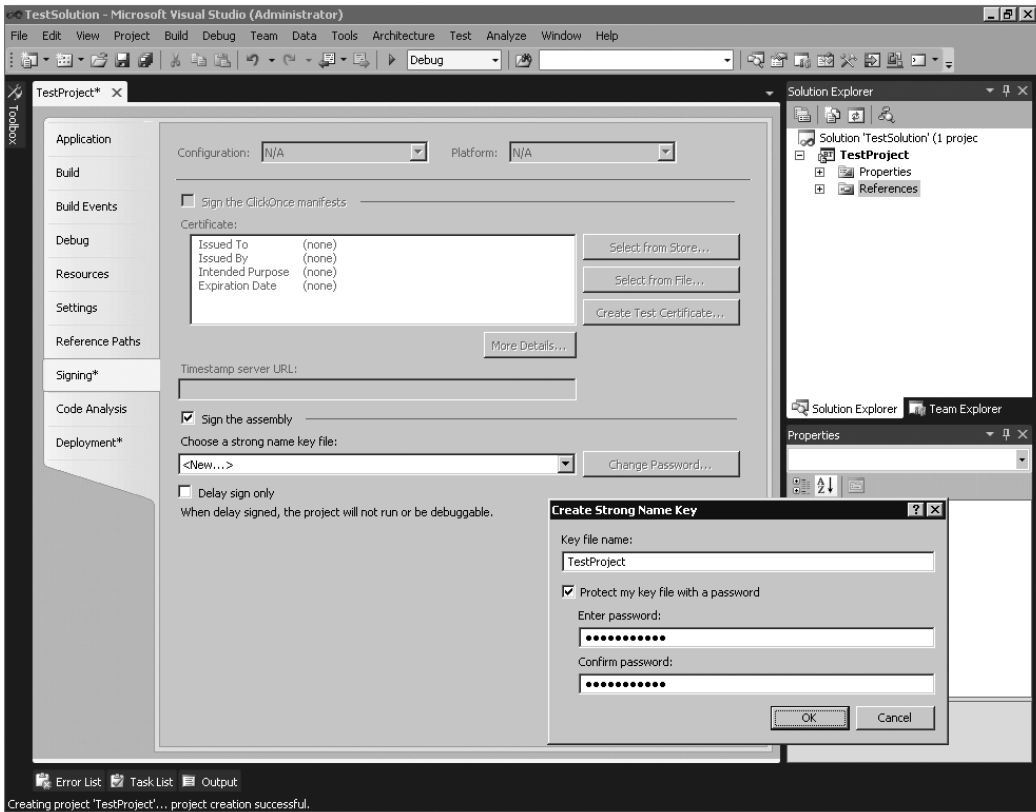 TestSolution - Microsoft Visual Studio (Administrator)
File Edit View Project Build Debug Team Data Tools Architecture Test Analyze Window Help
Debug
Toolbox
TestProject*
Application
Build
Build Events
Debug
Resources
Settings
Reference Paths
Signing*
Code Analysis
Deployment*
Configuration: N/A Platform: N/A
Sign the ClickOnce manifests
Certificate:
Issued To (none)
Issued By (none)
Intended Purpose (none)
Expiration Date (none)
Select from Store...
Select from File...
Create Test Certificate...
More Details...
Timestamp server URL:
Sign the assembly
Choose a strong name key file:
<New...>
Change Password...
Delay sign only
When delay signed, the project will not run or be debuggable.
Solution Explorer
Solution 'TestSolution' (1 projec
TestProject
Properties
References
Solution Explorer Team Explorer
Properties
Create Strong Name Key
Key file name:
TestProject
Protect my key file with a password
Enter password:
●●●●●●●●●●●
Confirm password:
●●●●●●●●●●●
OK Cancel
Error List Task List Output
Creating project 'TestProject'... project creation successful.